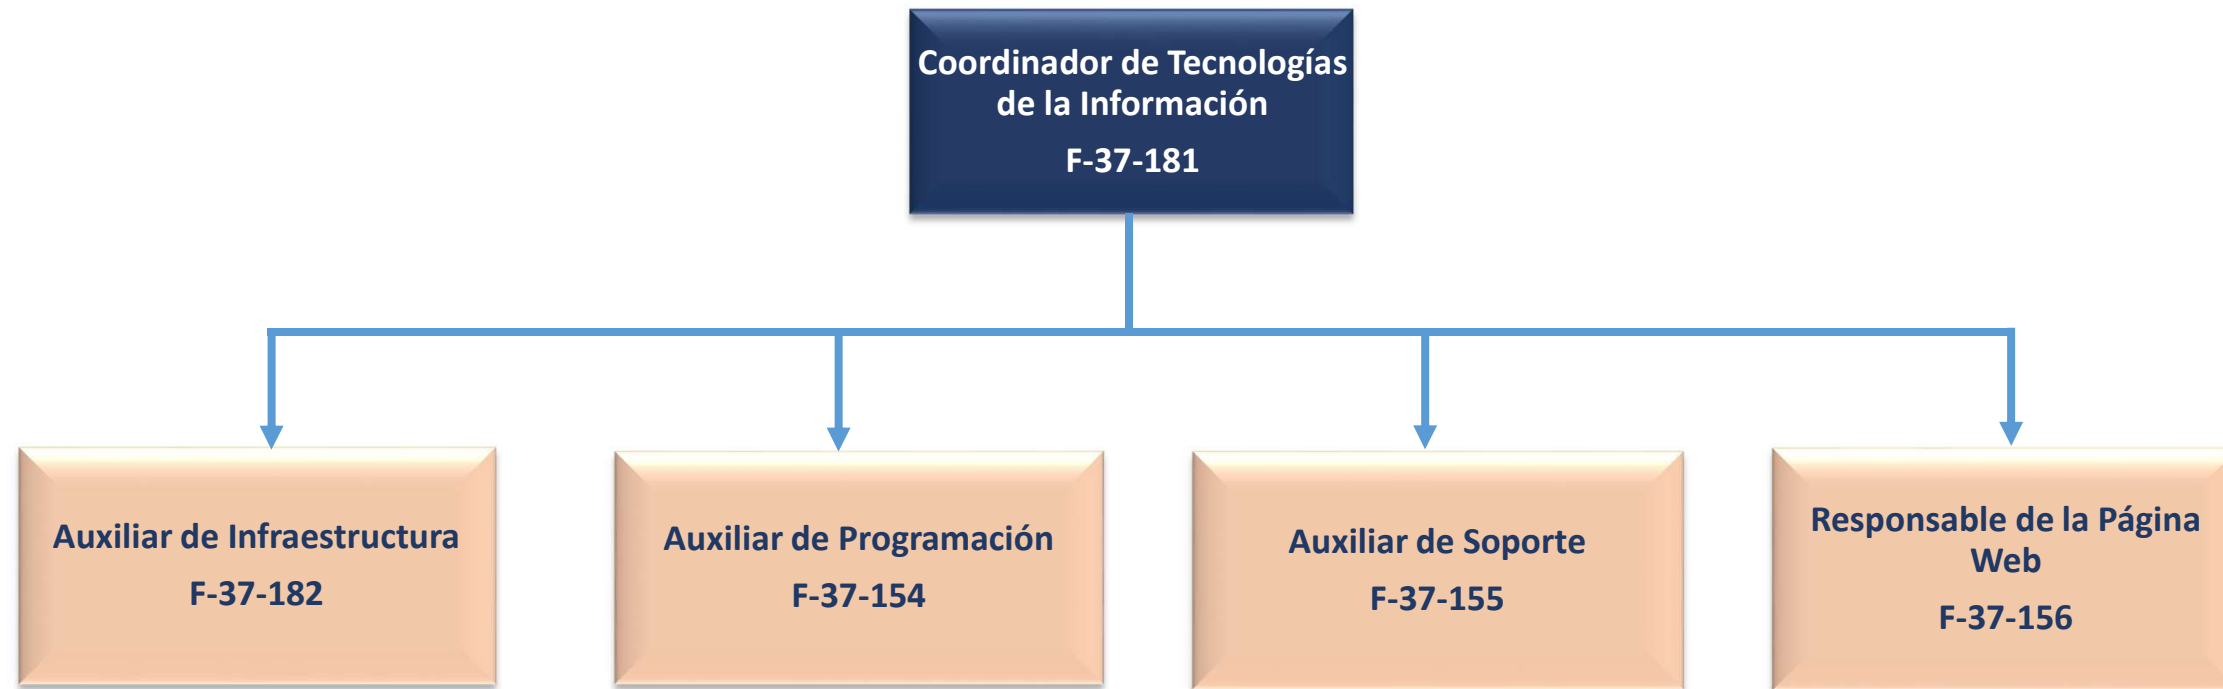 Coordinador de Tecnologías
de la Información
F-37-181
Auxiliar de Infraestructura
F-37-182
Auxiliar de Programación
F-37-154
Auxiliar de Soporte
F-37-155
Responsable de la Página
Web
F-37-156